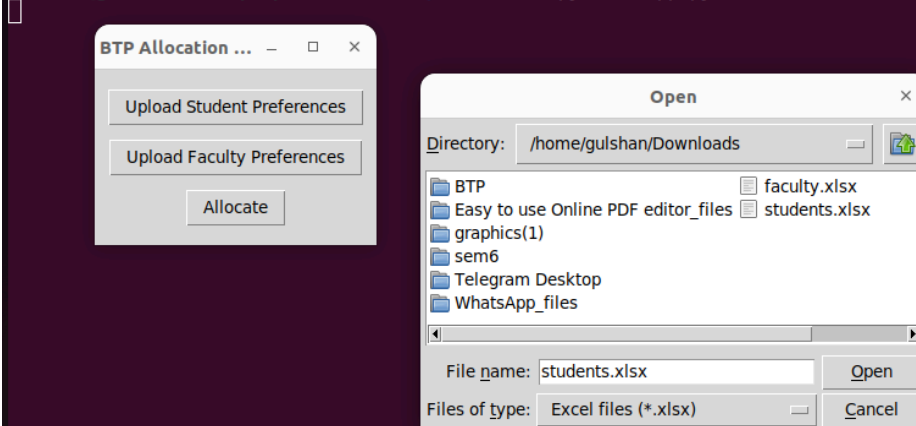 BTP Allocation ...
Upload Student Preferences
Upload Faculty Preferences
Allocate
Open
Directory: /home/gulshan/Downloads
BTP
Easy to use Online PDF editor_files
graphics(1)
sem6
Telegram Desktop
WhatsApp_files
faculty.xlsx
students.xlsx
File name: students.xlsx
Open
Files of type: Excel files (*.xlsx)
Cancel